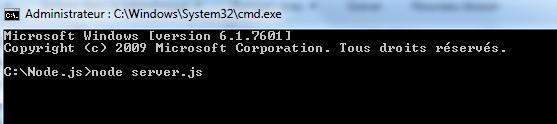 Administrateur : C:\Windows\System32\cmd.exe
Microsoft Windows [version 6.1.7601]
Copyright (c) 2009 Microsoft Corporation. Tous droits réservés.
C:\Node.js>node server.js